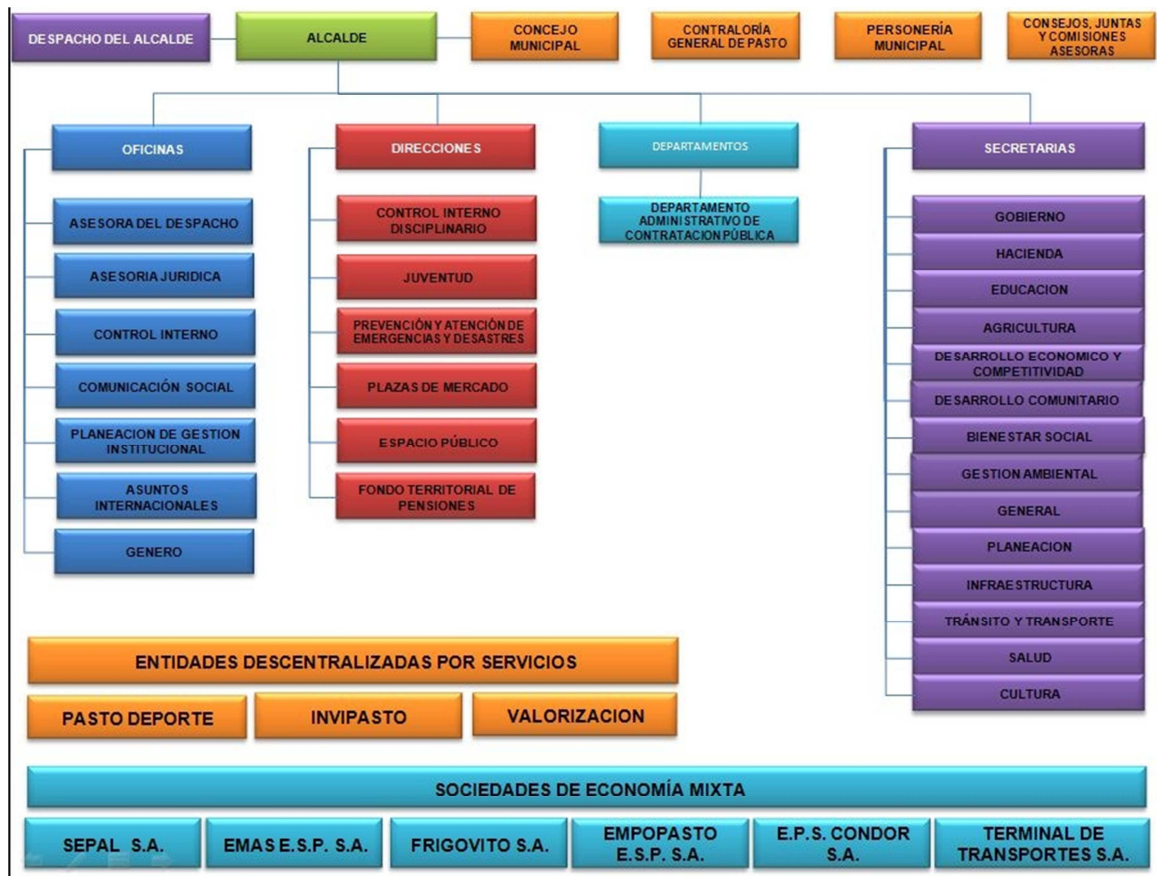 DESPACHO DEL ALCALDE
ALCALDE
CONCEJO
MUNICIPAL
CONTRALORÍA
GENERAL DE PASTO
PERSONERÍA
MUNICIPAL
CONSEJOS, JUNTAS
Y COMISIONES
ASESORAS
OFICINAS
ASESORA DEL DESPACHO
ASESORIA JURIDICA
CONTROL INTERNO
COMUNICACIÓN SOCIAL
PLANEACION DE GESTION
INSTITUCIONAL
ASUNTOS
INTERNACIONALES
GENERO
DIRECCIONES
CONTROL INTERNO
DISCIPLINARIO
JUVENTUD
PREVENCIÓN Y ATENCIÓN DE
EMERGENCIAS Y DESASTRES
PLAZAS DE MERCADO
ESPACIO PÚBLICO
FONDO TERRITORIAL DE
PENSIONES
DEPARTAMENTOS
DEPARTAMENTO
ADMINISTRATIVO DE
CONTRATACION PÚBLICA
SECRETARIAS
GOBIERNO
HACIENDA
EDUCACION
AGRICULTURA
DESARROLLO ECONOMICO Y
COMPETITIVIDAD
DESARROLLO COMUNITARIO
BIENESTAR SOCIAL
GESTION AMBIENTAL
GENERAL
PLANEACION
INFRAESTRUCTURA
TRÁNSITO Y TRANSPORTE
SALUD
CULTURA
ENTIDADES DESCENTRALIZADAS POR SERVICIOS
PASTO DEPORTE
INVIPASTO
VALORIZACION
SOCIEDADES DE ECONOMÍA MIXTA
SEPAL S.A.
EMAS E.S.P. S.A.
FRIGOVITO S.A.
EMPOPASTO
E.S.P. S.A.
E.P.S. CONDOR
S.A.
TERMINAL DE
TRANSPORTES S.A.